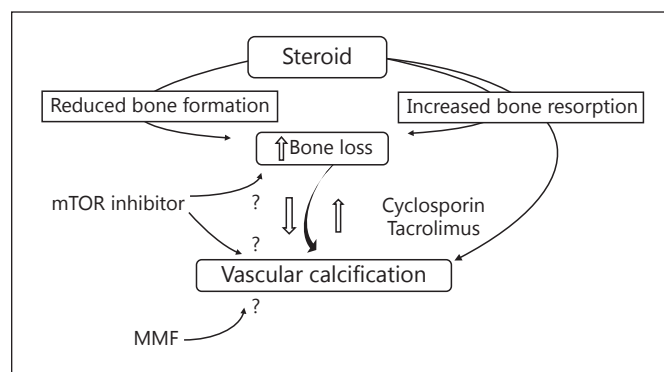 Steroid
Reduced bone formation
Increased bone resorption
⇧Bone loss
mTOR inhibitor
?
Cyclosporin
Tacrolimus
?
Vascular calcification
?
MMF